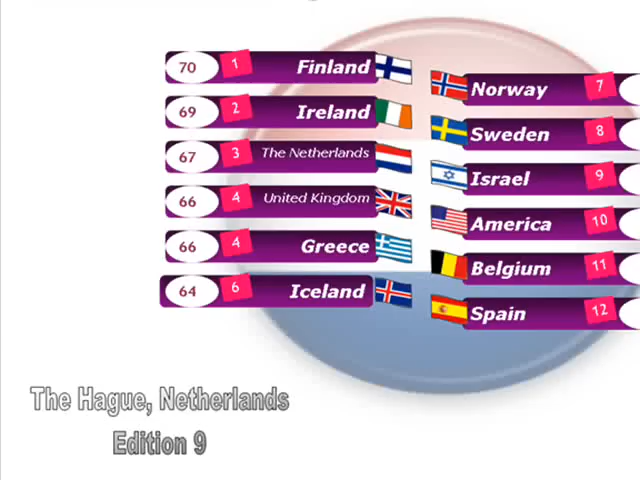 70 1 Finland
69 2 Ireland
67 3 The Netherlands
66 4 United Kingdom
66 4 Greece
64 6 Iceland
Norway 7
Sweden 8
Israel 9
America 10
Belgium 11
Spain 12
The Hague, Netherlands
Edition 9